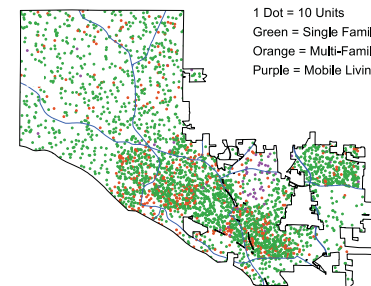 1 Dot = 10 Units
Green = Single Famil
Orange = Multi-Famil
Purple = Mobile Livin